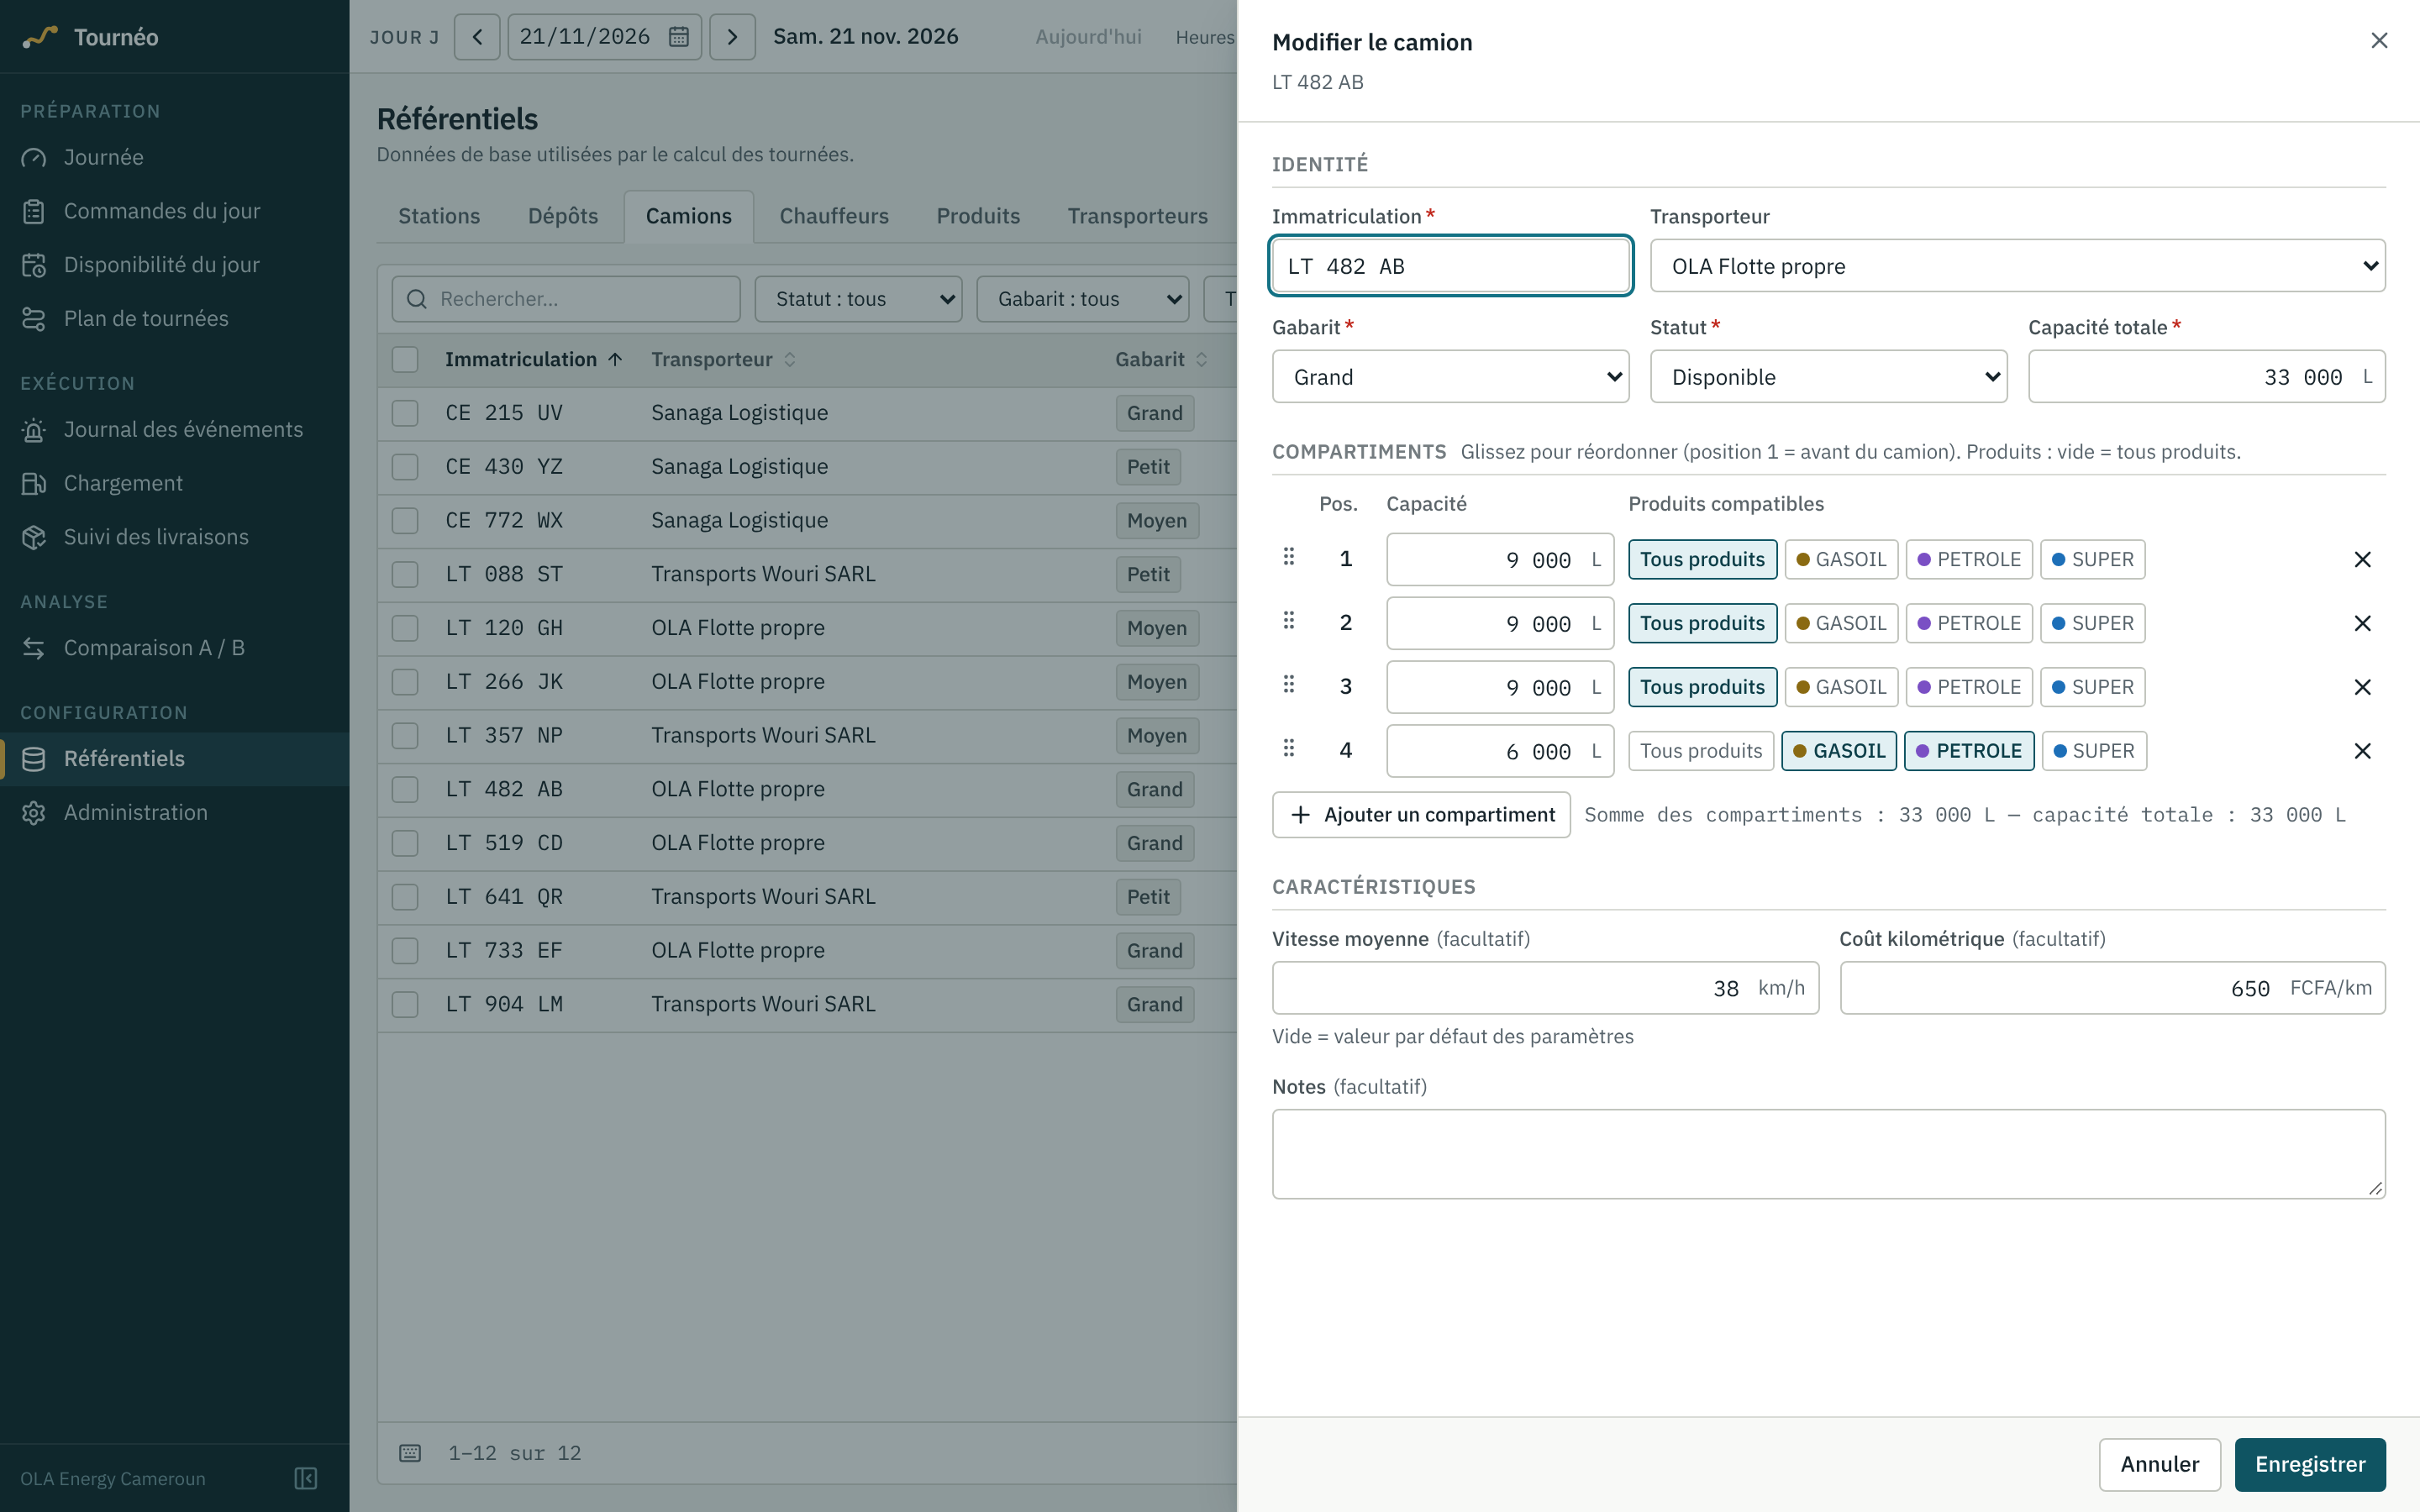 Tournéo
PRÉPARATION
Journée
Commandes du jour
Disponibilité du jour
Plan de tournées
EXÉCUTION
Journal des événements
Chargement
Suivi des livraisons
ANALYSE
Comparaison A / B
CONFIGURATION
Référentiels
Administration
OLA Energy Cameroun
JOUR J 21/11/2026 Sam. 21 nov. 2026 Aujourd'hui Heures
Référentiels
Données de base utilisées par le calcul des tournées.
Stations Dépôts Camions Chauffeurs Produits Transporteurs
Rechercher... Statut : tous Gabarit : tous T
Immatriculation Transporteur Gabarit
CE 215 UV Sanaga Logistique Grand
CE 430 YZ Sanaga Logistique Petit
CE 772 WX Sanaga Logistique Moyen
LT 088 ST Transports Wouri SARL Petit
LT 120 GH OLA Flotte propre Moyen
LT 266 JK OLA Flotte propre Moyen
LT 357 NP Transports Wouri SARL Moyen
LT 482 AB OLA Flotte propre Grand
LT 519 CD OLA Flotte propre Grand
LT 641 QR Transports Wouri SARL Petit
LT 733 EF OLA Flotte propre Grand
LT 904 LM Transports Wouri SARL Grand
1–12 sur 12
Modifier le camion
LT 482 AB
IDENTITÉ
Immatriculation * Transporteur
LT 482 AB OLA Flotte propre
Gabarit * Statut * Capacité totale *
Grand Disponible 33 000 L
COMPARTIMENTS Glissez pour réordonner (position 1 = avant du camion). Produits : vide = tous produits.
Pos. Capacité Produits compatibles
1 9 000 L Tous produits GASOIL PETROLE SUPER
2 9 000 L Tous produits GASOIL PETROLE SUPER
3 9 000 L Tous produits GASOIL PETROLE SUPER
4 6 000 L Tous produits GASOIL PETROLE SUPER
Ajouter un compartiment Somme des compartiments : 33 000 L — capacité totale : 33 000 L
CARACTÉRISTIQUES
Vitesse moyenne (facultatif) Coût kilométrique (facultatif)
38 km/h 650 FCFA/km
Vide = valeur par défaut des paramètres
Notes (facultatif)
Annuler Enregistrer